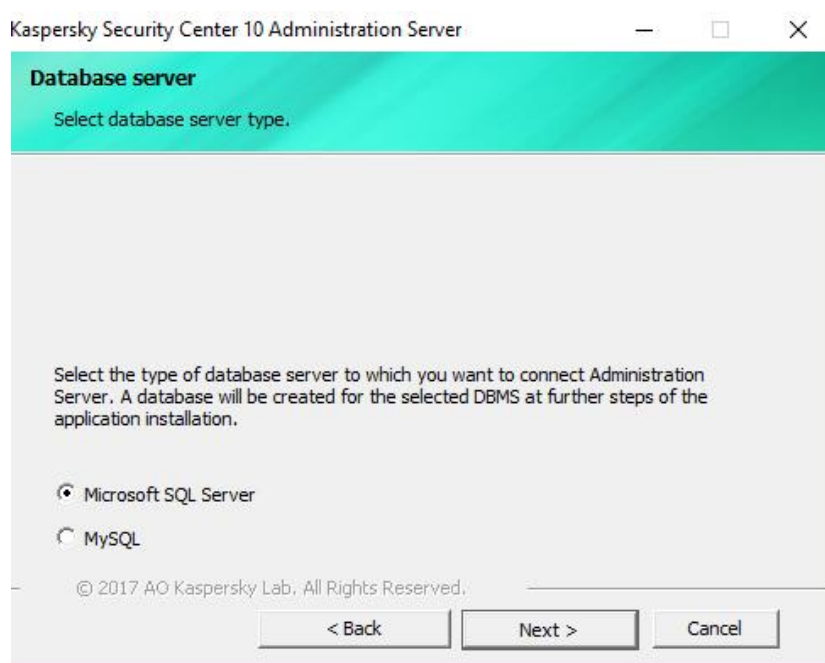 Kaspersky Security Center 10 Administration Server
Database server
Select database server type.
Select the type of database server to which you want to connect Administration
Server. A database will be created for the selected DBMS at further steps of the
application installation.
Microsoft SQL Server
MySQL
© 2017 AO Kaspersky Lab. All Rights Reserved.
< Back Next > Cancel